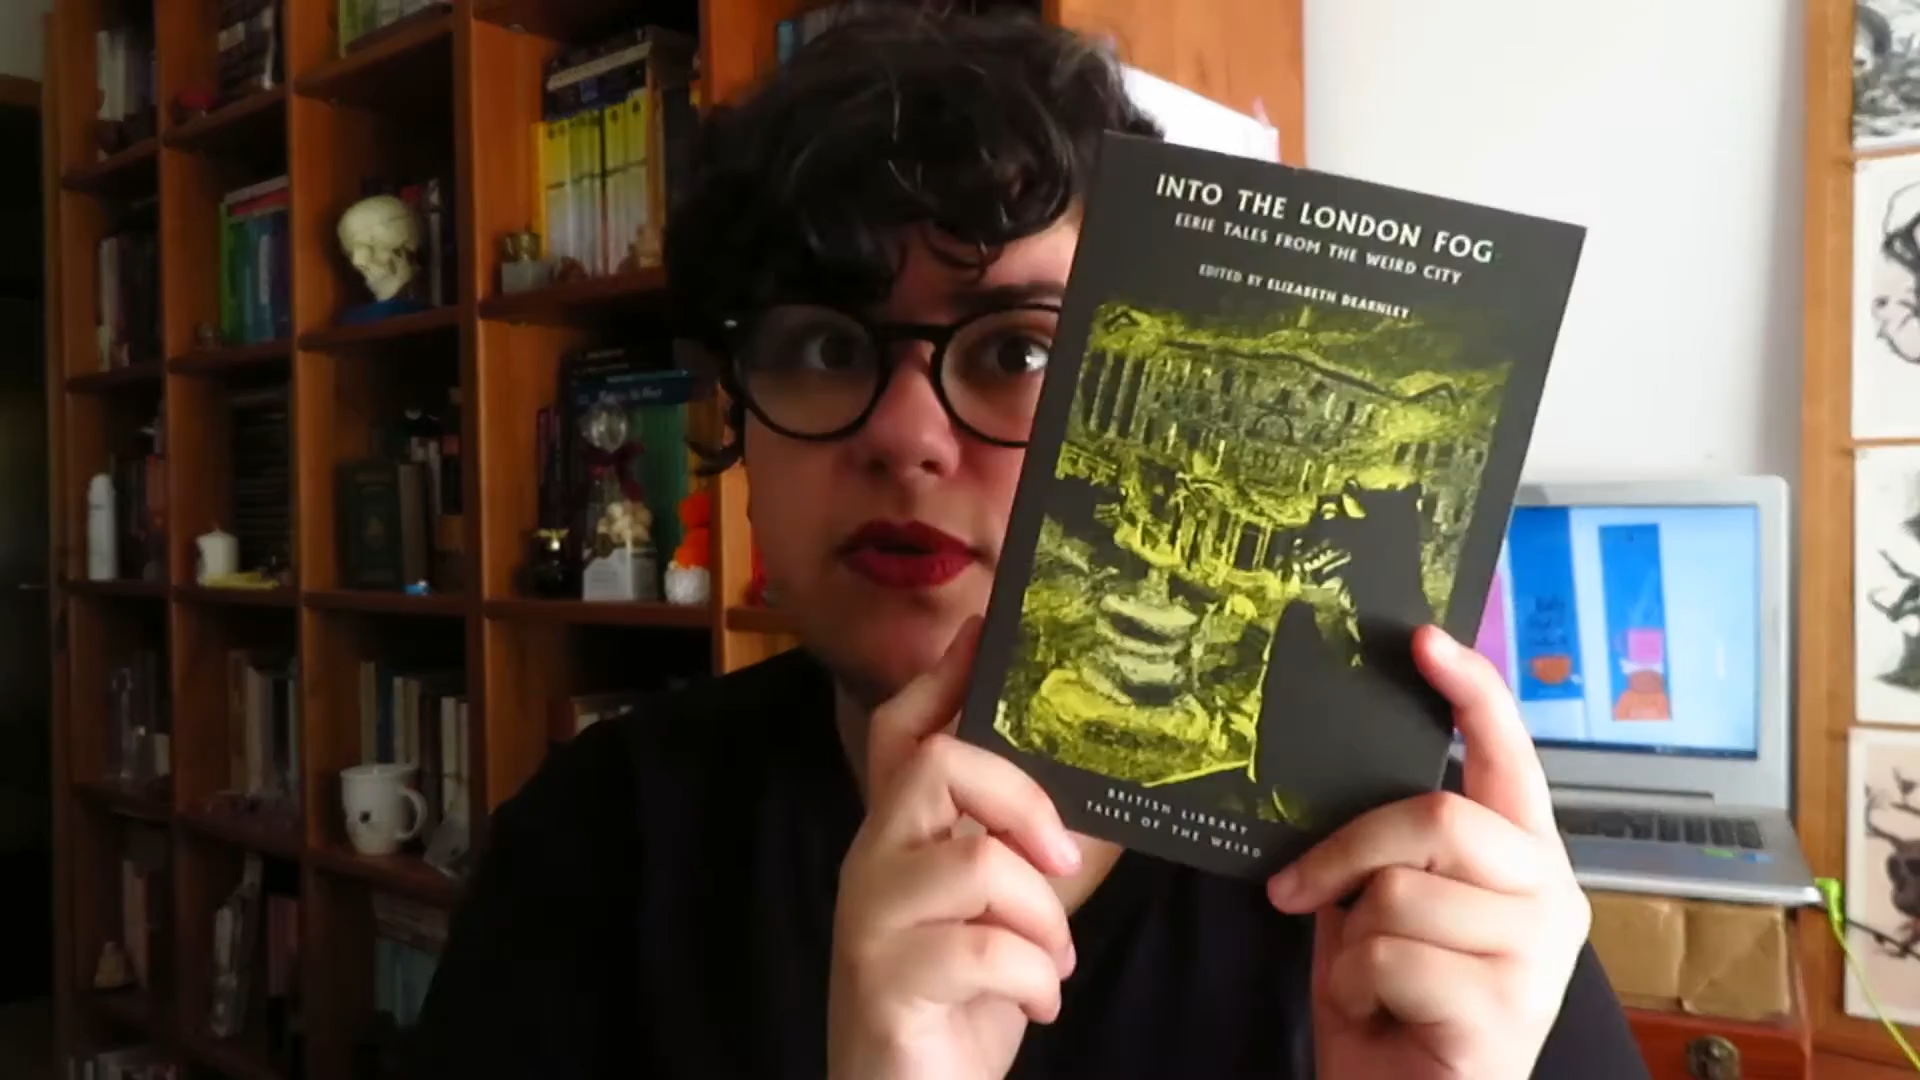 INTO THE LONDON FOG
EERIE TALES FROM THE WEIRD CITY
EDITED BY ELIZABETH DEARNLEY
BRITISH LIBRARY
TALES OF THE WEIRD